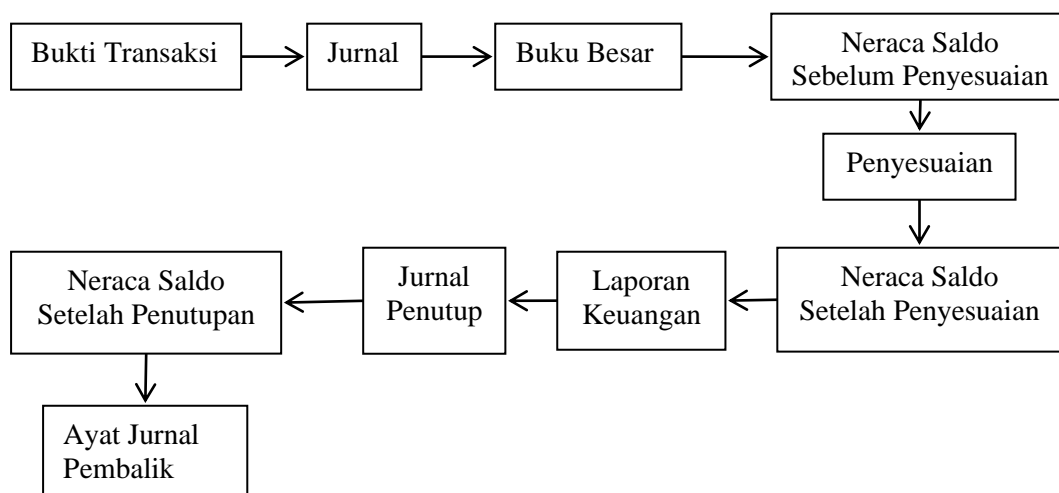 Bukti Transaksi
Jurnal
Buku Besar
Neraca Saldo
Sebelum Penyesuaian
Penyesuaian
Neraca Saldo
Setelah Penyesuaian
Laporan
Keuangan
Jurnal
Penutup
Neraca Saldo
Setelah Penutupan
Ayat Jurnal
Pembalik